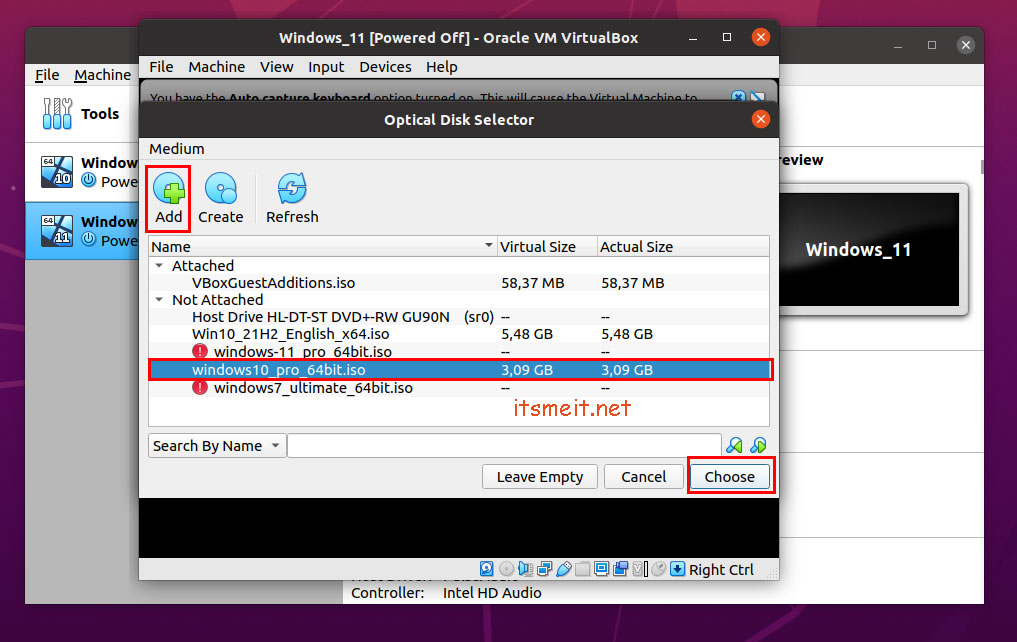 Windows_11 [Powered Off] - Oracle VM VirtualBox
File Machine
File Machine View Input Devices Help
You have the Auto capture keyboard option turned on. This will cause the Virtual Machine to
Optical Disk Selector
Medium
Tools
Add Create Refresh
64 10 Window
Powe
64 11 Window
Powe
review
Windows_11
Name Virtual Size Actual Size
Attached
VBoxGuestAdditions.iso 58,37 MB 58,37 MB
Not Attached
Host Drive HL-DT-ST DVD+-RW GU90N (sr0) -- --
Win10_21H2_English_x64.iso 5,48 GB 5,48 GB
windows-11_pro_64bit.iso -- --
windows10_pro_64bit.iso 3,09 GB 3,09 GB
windows7_ultimate_64bit.iso -- --
itsmeit.net
Search By Name
Leave Empty Cancel Choose
Right Ctrl
Controller: Intel HD Audio